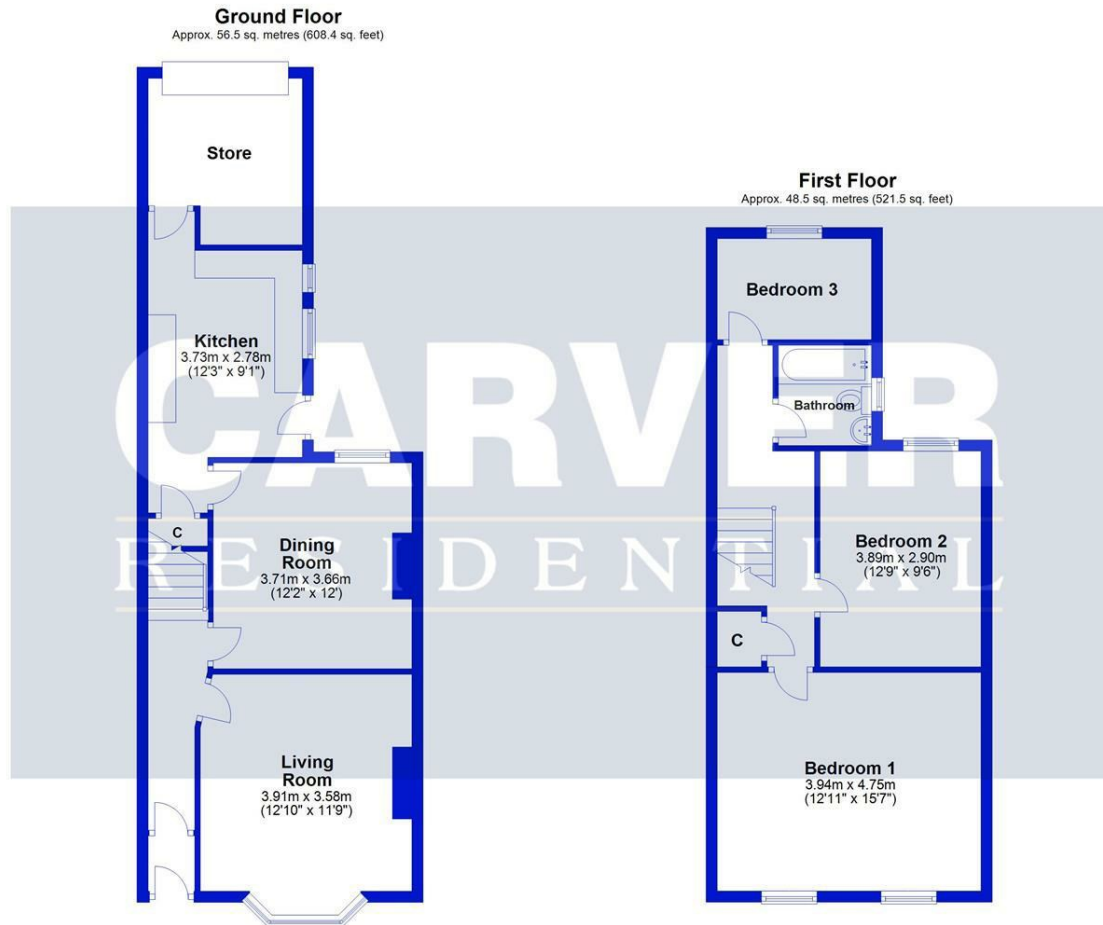 Ground Floor
Approx. 56.5 sq. metres (608.4 sq. feet)
Store
Kitchen
3.73m x 2.78m
(12'3" x 9'1")
C
Dining
Room
3.71m x 3.66m
(12'2" x 12')
Living
Room
3.91m x 3.58m
(12'10" x 11'9")
First Floor
Approx. 48.5 sq. metres (521.5 sq. feet)
Bedroom 3
Bathroom
Bedroom 2
3.89m x 2.90m
(12'9" x 9'6")
C
Bedroom 1
3.94m x 4.75m
(12'11" x 15'7")
CARVER
RESIDENTIAL